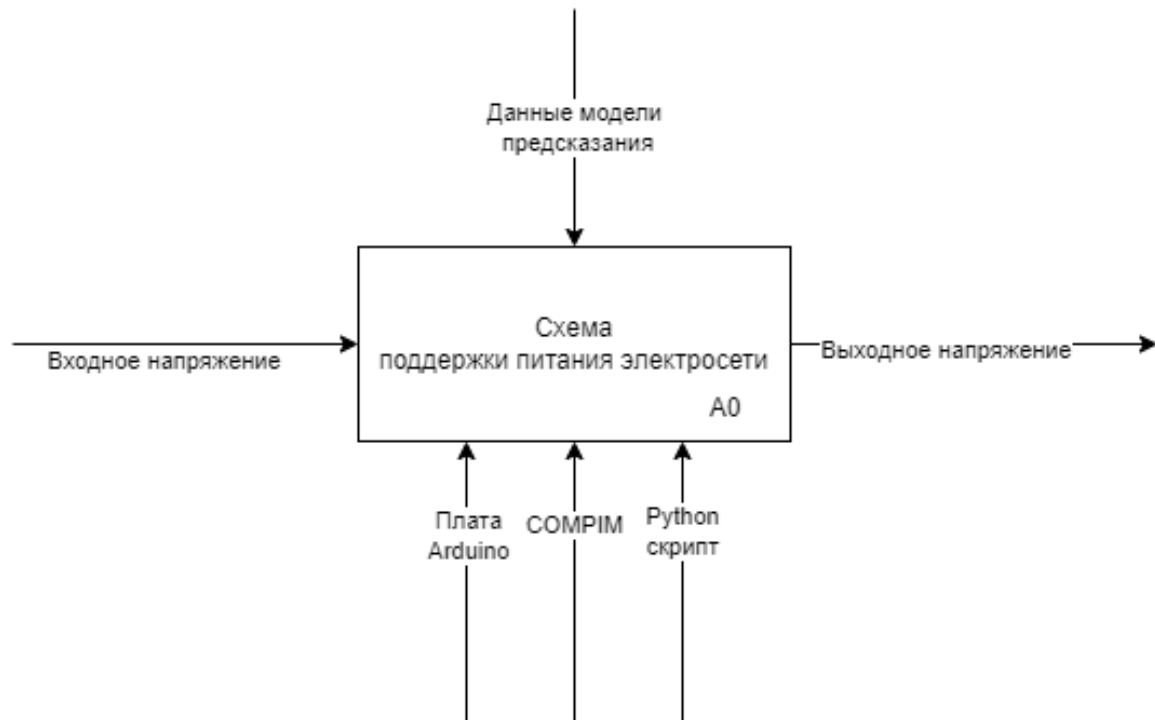 Данные модели
предсказания
Схема
поддержки питания электросети
A0
Входное напряжение
Выходное напряжение
Плата
Arduino
COMPIM
Python
скрипт